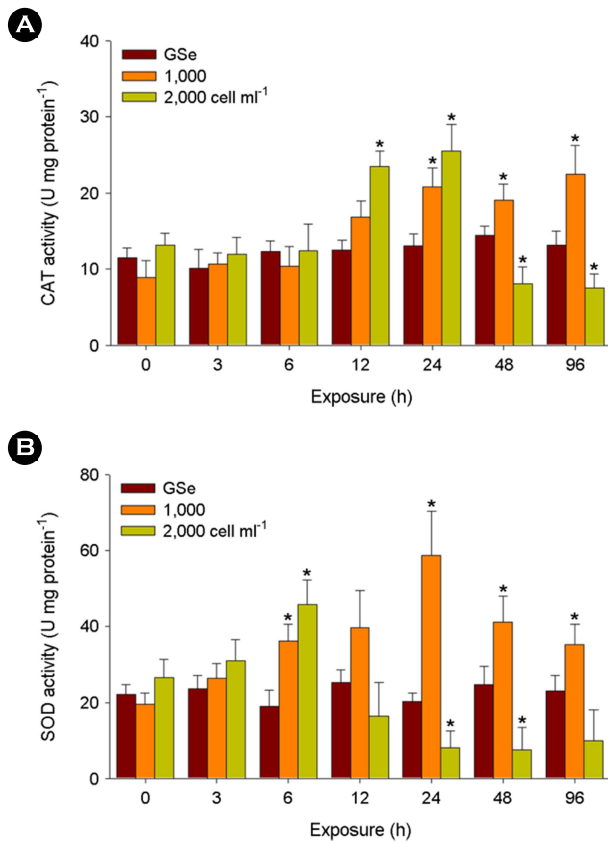 A
40
30
20
10
0
CAT activity (U mg protein⁻¹)
GSe
1,000
2,000 cell ml⁻¹
* * * * * * *
0 3 6 12 24 48 96
Exposure (h)
B
80
60
40
20
0
SOD activity (U mg protein⁻¹)
GSe
1,000
2,000 cell ml⁻¹
* * * * * * *
0 3 6 12 24 48 96
Exposure (h)